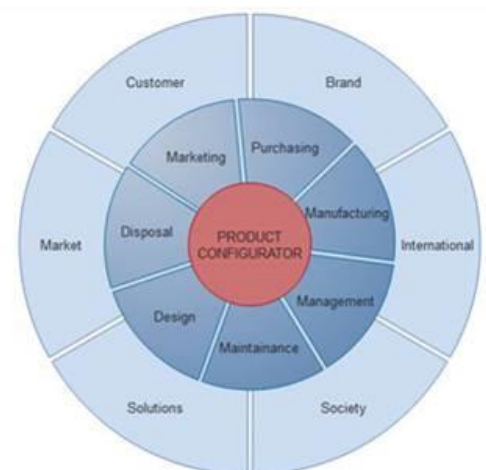 Customer
Brand
Marketing
Purchasing
Market
Disposal
PRODUCT
CONFIGURATOR
Manufacturing
International
Design
Maintainance
Management
Solutions
Society